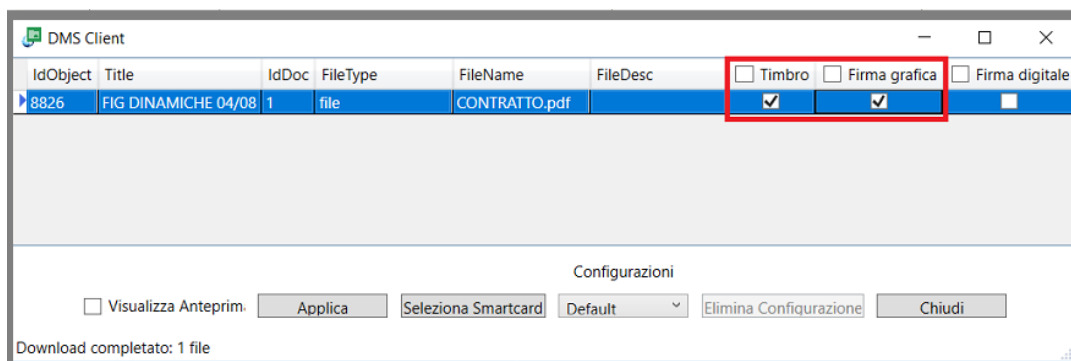 DMS Client
IdObject Title IdDoc FileType FileName FileDesc Timbro Firma grafica Firma digitale
8826 FIG DINAMICHE 04/08 1 file CONTRATTO.pdf
Configurazioni
Visualizza Anteprim Applica Seleziona Smartcard Default Elimina Configurazione Chiudi
Download completato: 1 file